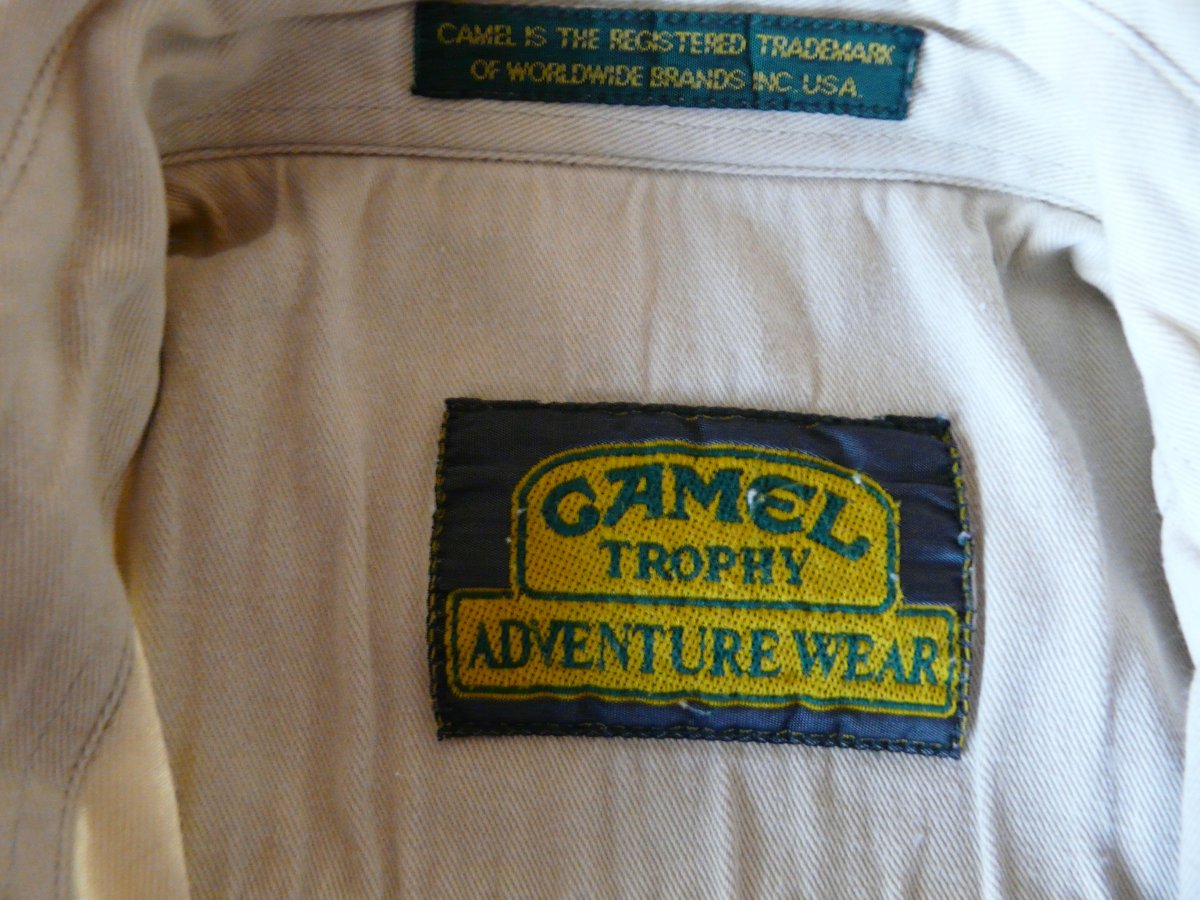 CAMEL IS THE REGISTERED TRADEMARK
OF WORLDWIDE BRANDS INC. USA
CAMEL
TROPHY
ADVENTURE WEAR